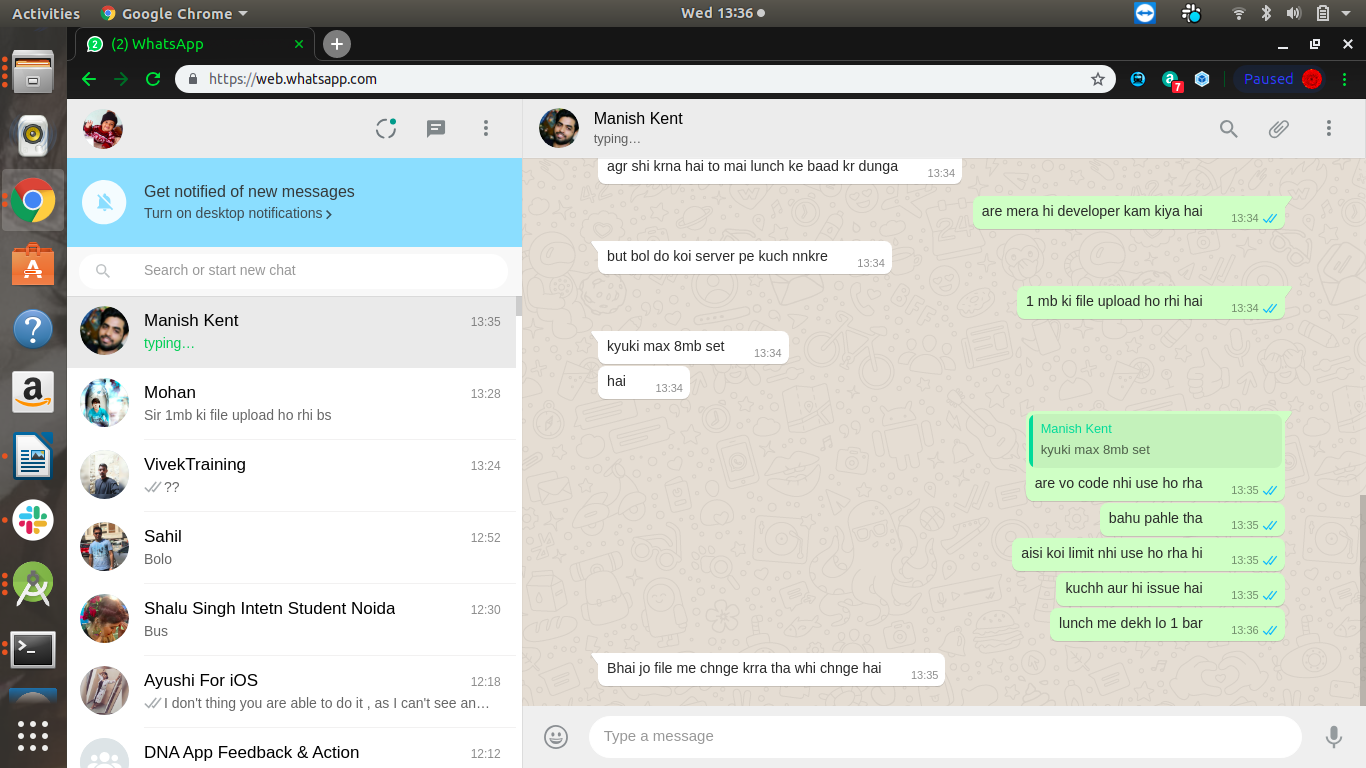 Activities
Google Chrome
Wed 13:36
2
(2) WhatsApp
https://web.whatsapp.com
a
7
Paused
Manish Kent
typing…
Get notified of new messages
Turn on desktop notifications
Search or start new chat
Manish Kent
13:35
typing…
Mohan
13:28
Sir 1mb ki file upload ho rhi bs
VivekTraining
13:24
??
Sahil
12:52
Bolo
Shalu Singh Intetn Student Noida
12:30
Bus
Ayushi For iOS
12:18
I don't thing you are able to do it , as I can't see an…
DNA App Feedback & Action
12:12
agr shi krna hai to mai lunch ke baad kr dunga
13:34
are mera hi developer kam kiya hai
13:34
but bol do koi server pe kuch nnkre
13:34
1 mb ki file upload ho rhi hai
13:34
kyuki max 8mb set
13:34
hai
13:34
Manish Kent
kyuki max 8mb set
are vo code nhi use ho rha
13:35
bahu pahle tha
13:35
aisi koi limit nhi use ho rha hi
13:35
kuchh aur hi issue hai
13:35
lunch me dekh lo 1 bar
13:36
Bhai jo file me chnge krra tha whi chnge hai
13:35
Type a message
A
?
a
>_